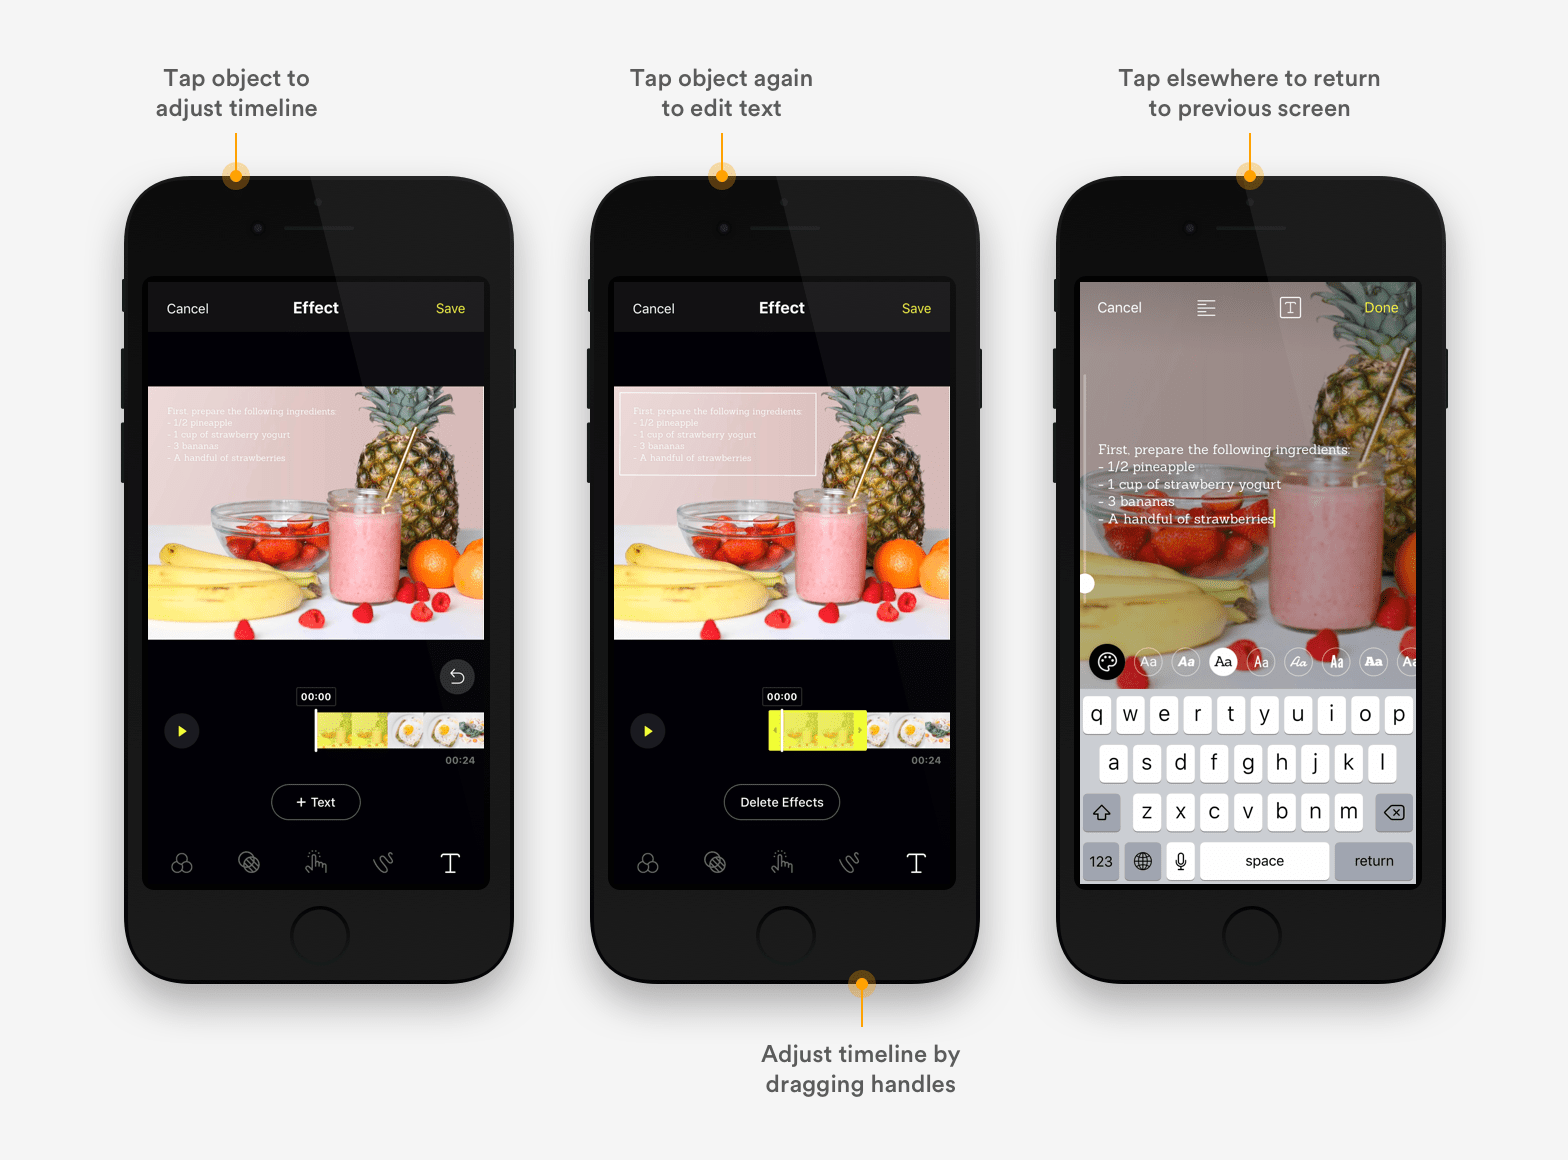 Tap object to
adjust timeline
Tap object again
to edit text
Tap elsewhere to return
to previous screen
Cancel
Effect
Save
First, prepare the following ingredients:
- 1/2 pineapple
- 1 cup of strawberry yogurt
- 3 bananas
- A handful of strawberries
00:00
00:24
+ Text
T
Cancel
Effect
Save
First, prepare the following ingredients:
- 1/2 pineapple
- 1 cup of strawberry yogurt
- 3 bananas
- A handful of strawberries
00:00
00:24
Delete Effects
T
Cancel
T
Done
First, prepare the following ingredients:
- 1/2 pineapple
- 1 cup of strawberry yogurt
- 3 bananas
- A handful of strawberries
Aa Aa Aa Aa Aa Aa Aa Aa
q w e r t y u i o p
a s d f g h j k l
z x c v b n m
123 space return
Adjust timeline by
dragging handles